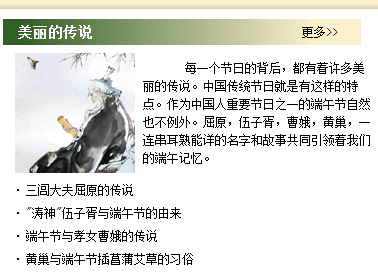 美丽的传说
更多>>
每一个节日的背后，都有着许多美
丽的传说。中国传统节日就是有这样的特
点。作为中国人重要节日之一的端午节自然
也不例外。屈原，伍子胥，曹娥，黄巢，一
连串耳熟能详的名字和故事共同引领着我们
的端午记忆。
· 三闾大夫屈原的传说
· "涛神"伍子胥与端午节的由来
· 端午节与孝女曹娥的传说
· 黄巢与端午节插菖蒲艾草的习俗